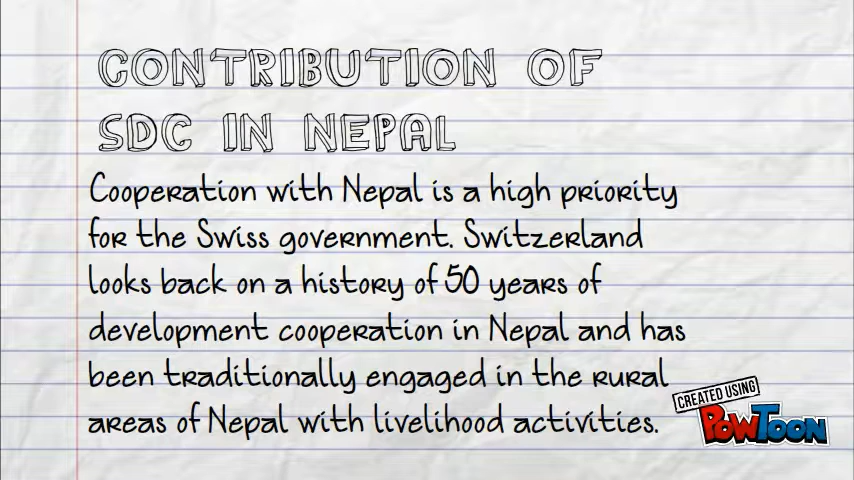 CONTRIBUTION OF
SDC IN NEPAL
Cooperation with Nepal is a high priority
for the Swiss government. Switzerland
looks back on a history of 50 years of
development cooperation in Nepal and has
been traditionally engaged in the rural
areas of Nepal with livelihood activities.
CREATED USING
POWTOON